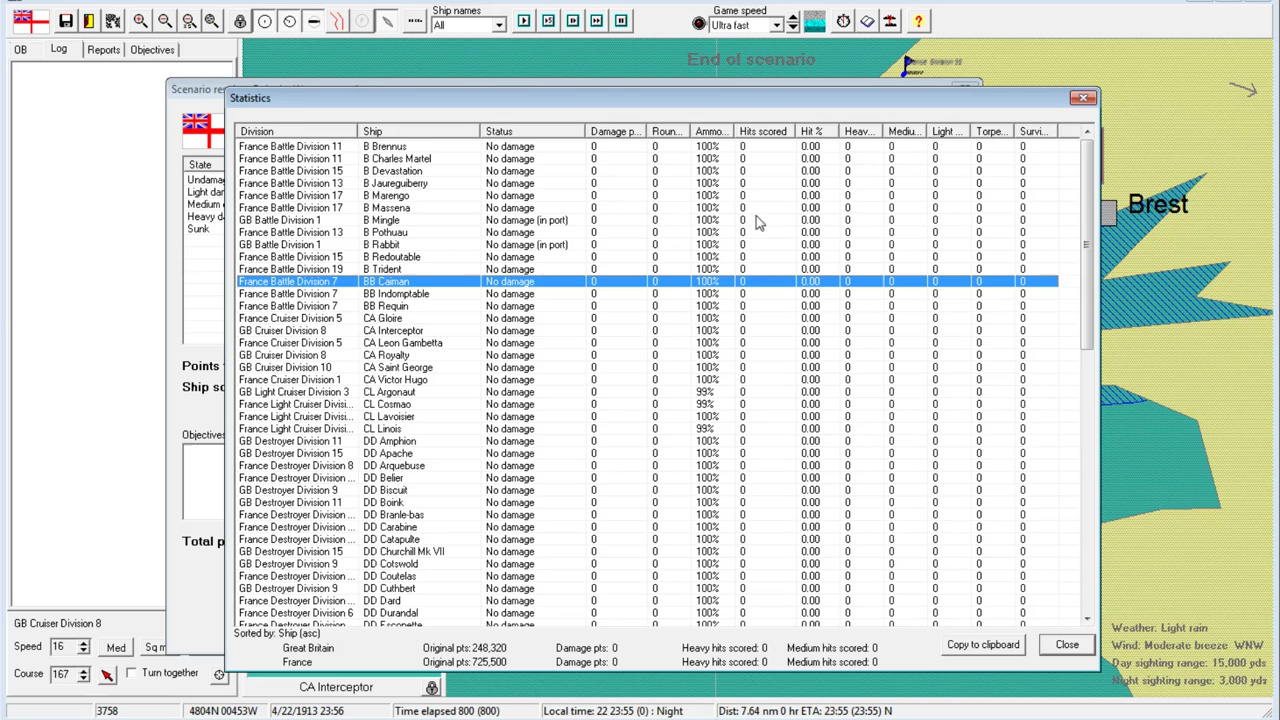 Ship names
All
Game speed
Ultra fast
OB
Log
Reports
Objectives
End of scenario
Statistics
Division Ship Status Damage p... Roun... Ammo... Hits scored Hit % Heav... Mediu... Light ... Torpe... Survi...
France Battle Division 11 B Brennus No damage 0 0 100% 0 0.00 0 0 0 0 0
France Battle Division 11 B Charles Martel No damage 0 0 100% 0 0.00 0 0 0 0 0
France Battle Division 15 B Devastation No damage 0 0 100% 0 0.00 0 0 0 0 0
France Battle Division 13 B Jaureguiberry No damage 0 0 100% 0 0.00 0 0 0 0 0
France Battle Division 17 B Marengo No damage 0 0 100% 0 0.00 0 0 0 0 0
France Battle Division 17 B Massena No damage 0 0 100% 0 0.00 0 0 0 0 0
GB Battle Division 1 B Mingle No damage (in port) 0 0 100% 0 0.00 0 0 0 0 0
France Battle Division 13 B Pothuau No damage 0 0 100% 0 0.00 0 0 0 0 0
GB Battle Division 1 B Rabbit No damage (in port) 0 0 100% 0 0.00 0 0 0 0 0
France Battle Division 15 B Redoutable No damage 0 0 100% 0 0.00 0 0 0 0 0
France Battle Division 19 B Trident No damage 0 0 100% 0 0.00 0 0 0 0 0
France Battle Division 7 BB Caiman No damage 0 0 100% 0 0.00 0 0 0 0 0
France Battle Division 7 BB Indomptable No damage 0 0 100% 0 0.00 0 0 0 0 0
France Battle Division 7 BB Requin No damage 0 0 100% 0 0.00 0 0 0 0 0
France Cruiser Division 5 CA Gloire No damage 0 0 100% 0 0.00 0 0 0 0 0
GB Cruiser Division 8 CA Interceptor No damage 0 0 100% 0 0.00 0 0 0 0 0
France Cruiser Division 5 CA Leon Gambetta No damage 0 0 100% 0 0.00 0 0 0 0 0
GB Cruiser Division 8 CA Royalty No damage 0 0 100% 0 0.00 0 0 0 0 0
GB Cruiser Division 10 CA Saint George No damage 0 0 100% 0 0.00 0 0 0 0 0
France Cruiser Division 1 CA Victor Hugo No damage 0 0 100% 0 0.00 0 0 0 0 0
GB Light Cruiser Division 3 CL Argonaut No damage 0 0 99% 0 0.00 0 0 0 0 0
France Light Cruiser Divisi... CL Cosmao No damage 0 0 99% 0 0.00 0 0 0 0 0
France Light Cruiser Divisi... CL Lavoisier No damage 0 0 100% 0 0.00 0 0 0 0 0
France Light Cruiser Divisi... CL Linois No damage 0 0 99% 0 0.00 0 0 0 0 0
GB Destroyer Division 11 DD Amphion No damage 0 0 100% 0 0.00 0 0 0 0 0
GB Destroyer Division 15 DD Apache No damage 0 0 100% 0 0.00 0 0 0 0 0
France Destroyer Division 8 DD Arquebuse No damage 0 0 100% 0 0.00 0 0 0 0 0
France Destroyer Division ... DD Belier No damage 0 0 100% 0 0.00 0 0 0 0 0
GB Destroyer Division 9 DD Biscuit No damage 0 0 100% 0 0.00 0 0 0 0 0
GB Destroyer Division 11 DD Boink No damage 0 0 100% 0 0.00 0 0 0 0 0
France Destroyer Division ... DD Branle-bas No damage 0 0 100% 0 0.00 0 0 0 0 0
France Destroyer Division ... DD Carabine No damage 0 0 100% 0 0.00 0 0 0 0 0
France Destroyer Division ... DD Catapulte No damage 0 0 100% 0 0.00 0 0 0 0 0
GB Destroyer Division 15 DD Churchill Mk VII No damage 0 0 100% 0 0.00 0 0 0 0 0
GB Destroyer Division 9 DD Cotswold No damage 0 0 100% 0 0.00 0 0 0 0 0
France Destroyer Division ... DD Coutelas No damage 0 0 100% 0 0.00 0 0 0 0 0
GB Destroyer Division 9 DD Cuthbert No damage 0 0 100% 0 0.00 0 0 0 0 0
France Destroyer Division ... DD Dard No damage 0 0 100% 0 0.00 0 0 0 0 0
France Destroyer Division 6 DD Durandal No damage 0 0 100% 0 0.00 0 0 0 0 0
France Destroyer Division ... DD Escopette No damage 0 0 100% 0 0.00 0 0 0 0 0
Sorted by: Ship (asc)
Great Britain Original pts: 248,320 Damage pts: 0 Heavy hits scored: 0 Medium hits scored: 0
France Original pts: 725,500 Damage pts: 0 Heavy hits scored: 0 Medium hits scored: 0
Copy to clipboard
Close
Scenario res
State
Undamag
Light dar
Medium
Heavy da
Sunk
Points
Ship sc
Objectives
Total p
Brest
GB Cruiser Division 8
Speed 16 Med Sq m
Course 167 Turn together
CA Interceptor
Weather: Light rain
Wind: Moderate breeze WNW
Day sighting range: 15,000 yds
Night sighting range: 3,000 yds
3758 4804N 00453W 4/22/1913 23:56 Time elapsed 800 (800) Local time: 22 23:55 (0) : Night Dist: 7.64 nm 0 hr ETA: 23:55 (23:55) N